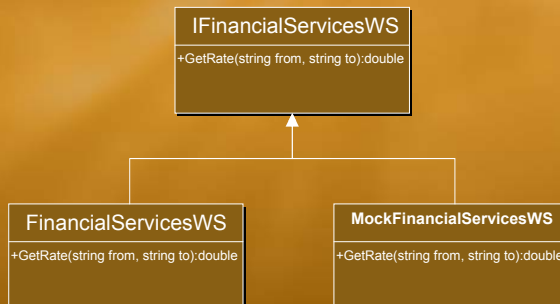 IFinancialServicesWS
+GetRate(string from, string to):double
FinancialServicesWS
+GetRate(string from, string to):double
MockFinancialServicesWS
+GetRate(string from, string to):double